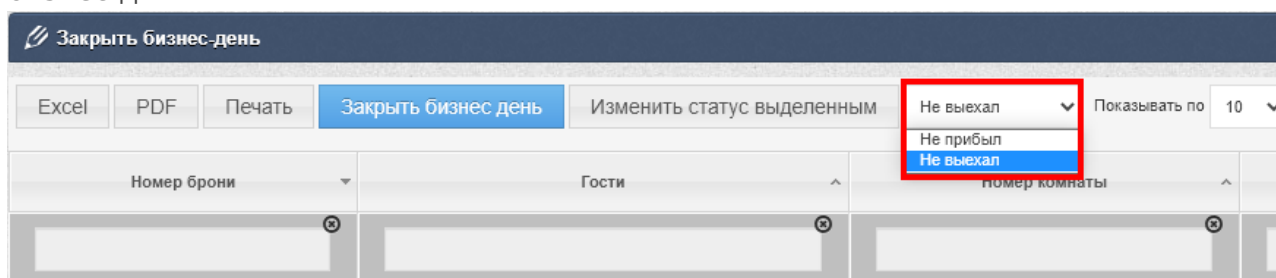 Закрыть бизнес-день
Excel PDF Печать Закрыть бизнес день Изменить статус выделенным Не выехал Показывать по 10
Не прибыл
Не выехал
Номер брони Гости Номер комнаты